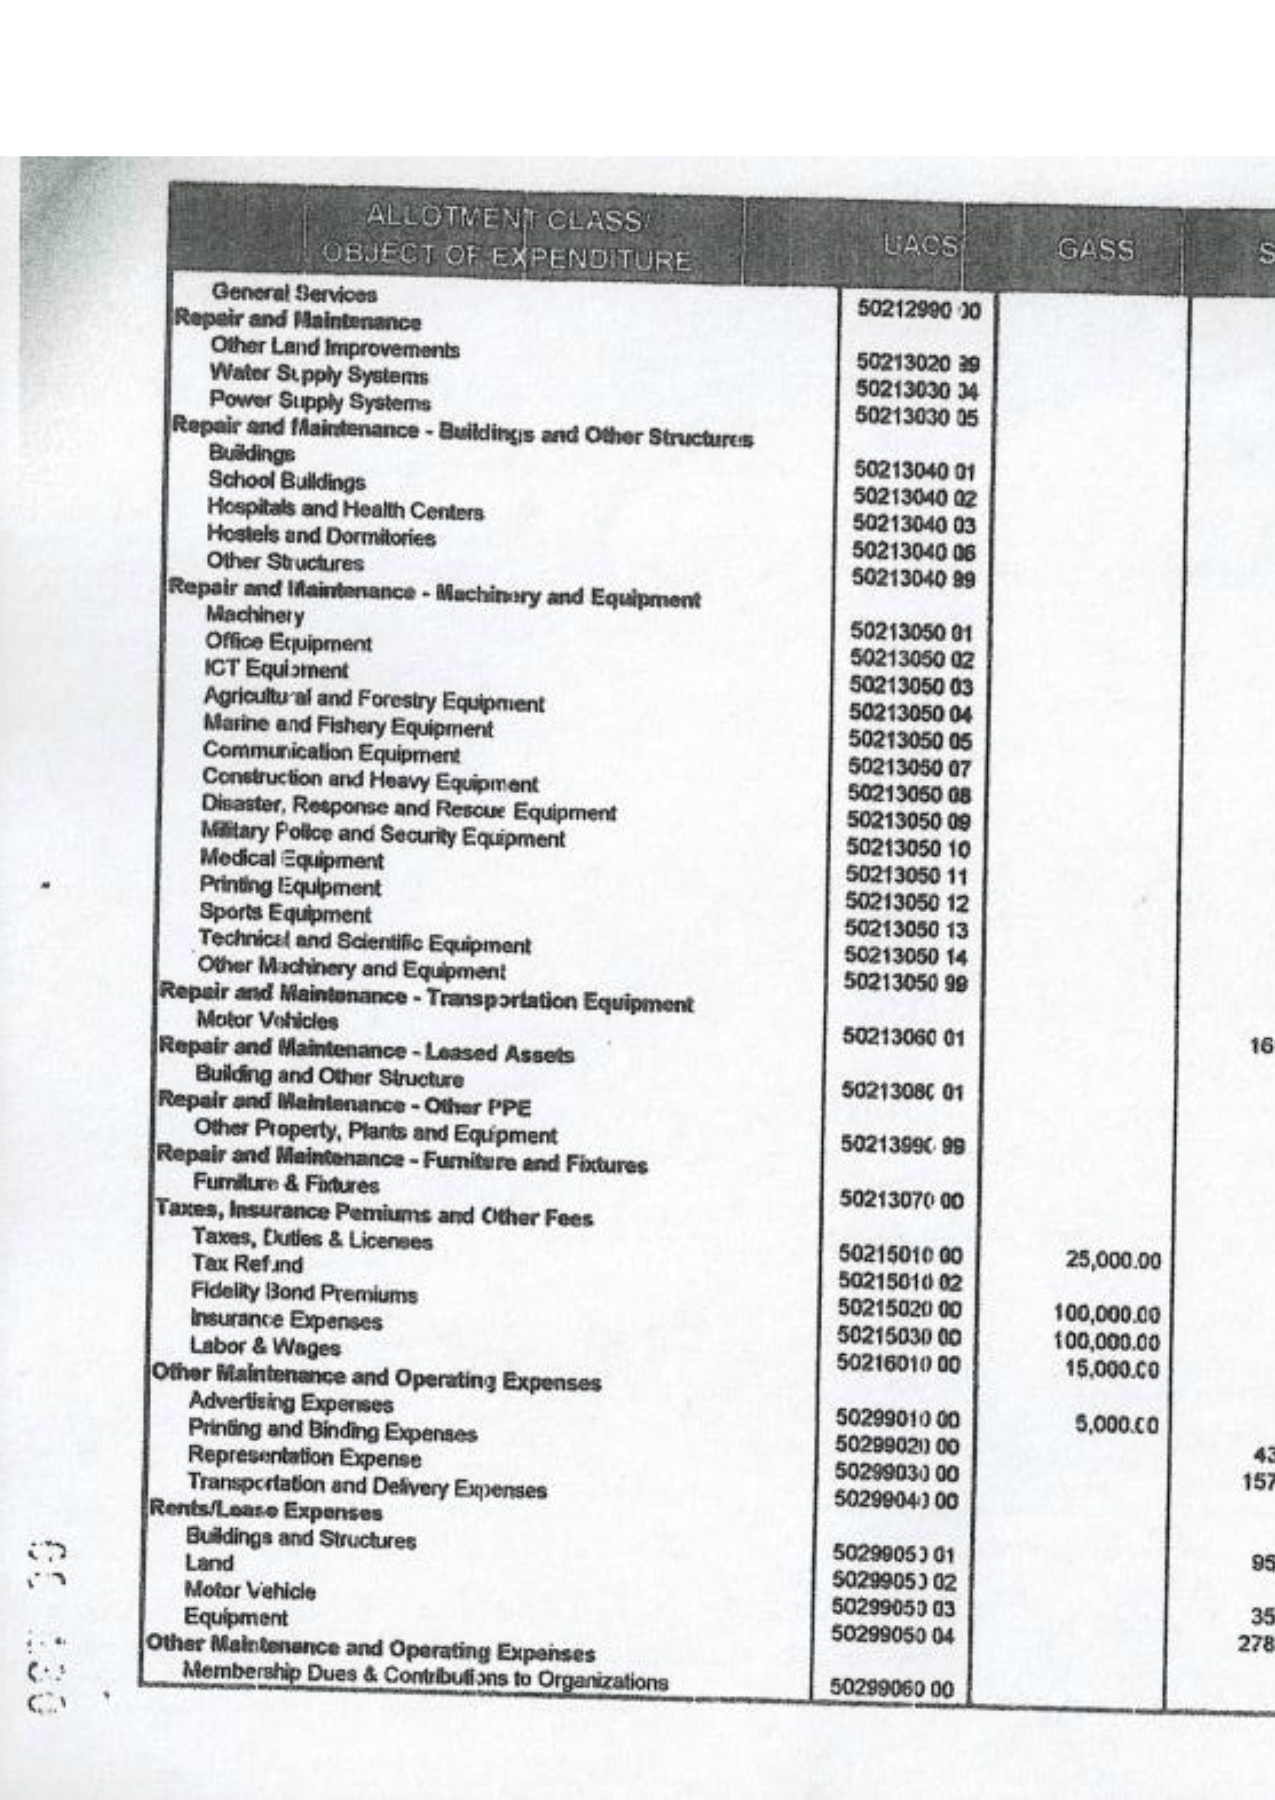 ALLOTMENT CLASS/
OBJECT OF EXPENDITURE UACS GASS S
General Services 50212990 00
Repair and Maintenance
Other Land Improvements 50213020 99
Water Supply Systems 50213030 04
Power Supply Systems 50213030 05
Repair and Maintenance - Buildings and Other Structures
Buildings 50213040 01
School Buildings 50213040 02
Hospitals and Health Centers 50213040 03
Hostels and Dormitories 50213040 06
Other Structures 50213040 99
Repair and Maintenance - Machinery and Equipment
Machinery 50213050 01
Office Equipment 50213050 02
ICT Equipment 50213050 03
Agricultural and Forestry Equipment 50213050 04
Marine and Fishery Equipment 50213050 05
Communication Equipment 50213050 07
Construction and Heavy Equipment 50213050 08
Disaster, Response and Rescue Equipment 50213050 09
Military Police and Security Equipment 50213050 10
Medical Equipment 50213050 11
Printing Equipment 50213050 12
Sports Equipment 50213050 13
Technical and Scientific Equipment 50213050 14
Other Machinery and Equipment 50213050 99
Repair and Maintenance - Transportation Equipment
Motor Vehicles 50213060 01 16
Repair and Maintenance - Leased Assets
Building and Other Structure 50213080 01
Repair and Maintenance - Other PPE
Other Property, Plants and Equipment 50213990 99
Repair and Maintenance - Furniture and Fixtures
Furniture & Fixtures 50213070 00
Taxes, Insurance Pemiums and Other Fees
Taxes, Duties & Licenses 50215010 00 25,000.00
Tax Refund 50215010 02
Fidelity Bond Premiums 50215020 00 100,000.00
Insurance Expenses 50215030 00 100,000.00
Labor & Wages 50216010 00 15,000.00
Other Maintenance and Operating Expenses
Advertising Expenses 50299010 00 5,000.00
Printing and Binding Expenses 50299020 00 43
Representation Expense 50299030 00 157
Transportation and Delivery Expenses 50299040 00
Rents/Lease Expenses
Buildings and Structures 50299050 01 95
Land 50299050 02
Motor Vehicle 50299050 03 35
Equipment 50299050 04 278
Other Maintenance and Operating Expenses
Membership Dues & Contributions to Organizations 50299060 00